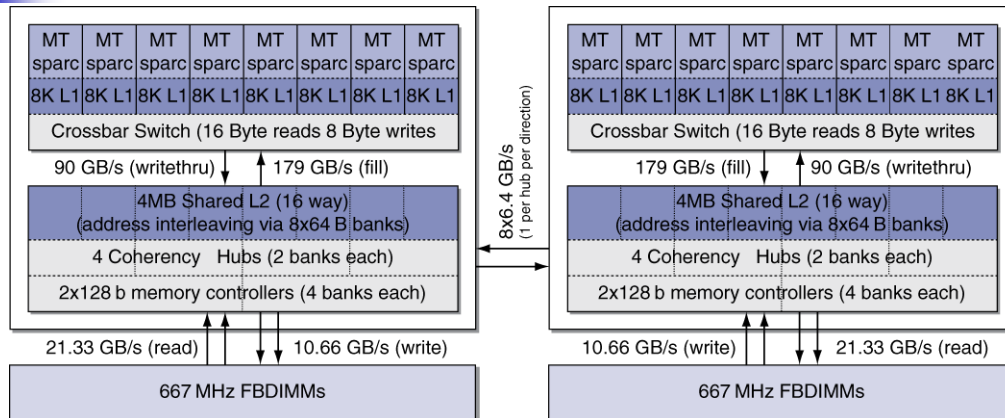 MT MT MT MT MT MT MT MT
sparc sparc sparc sparc sparc sparc sparc sparc
8K L1 8K L1 8K L1 8K L1 8K L1 8K L1 8K L1 8K L1
Crossbar Switch (16 Byte reads 8 Byte writes
90 GB/s (writethru)
179 GB/s (fill)
4MB Shared L2 (16 way)
(address interleaving via 8x64 B banks)
4 Coherency Hubs (2 banks each)
2x128 b memory controllers (4 banks each)
21.33 GB/s (read)
10.66 GB/s (write)
667 MHz FBDIMMs
8x6.4 GB/s
(1 per hub per direction)
MT MT MT MT MT MT MT MT
sparc sparc sparc sparc sparc sparc sparc sparc
8K L1 8K L1 8K L1 8K L1 8K L1 8K L1 8K L1 8K L1
Crossbar Switch (16 Byte reads 8 Byte writes
179 GB/s (fill)
90 GB/s (writethru)
4MB Shared L2 (16 way)
(address interleaving via 8x64 B banks)
4 Coherency Hubs (2 banks each)
2x128 b memory controllers (4 banks each)
10.66 GB/s (write)
21.33 GB/s (read)
667 MHz FBDIMMs